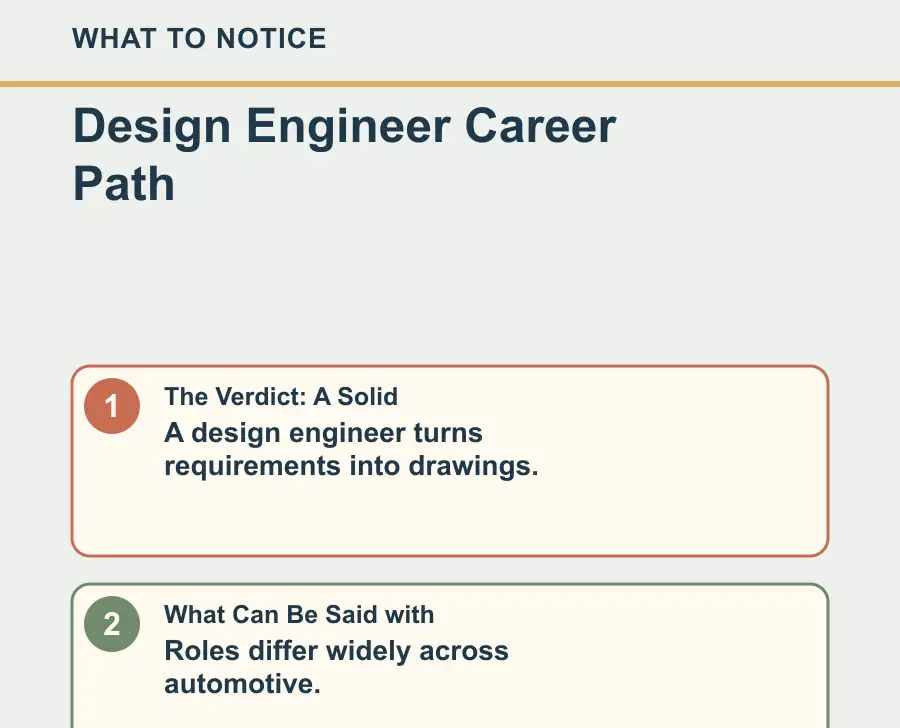 WHAT TO NOTICE
Design Engineer Career
Path
1
The Verdict: A Solid
A design engineer turns
requirements into drawings.
2
What Can Be Said with
Roles differ widely across
automotive.